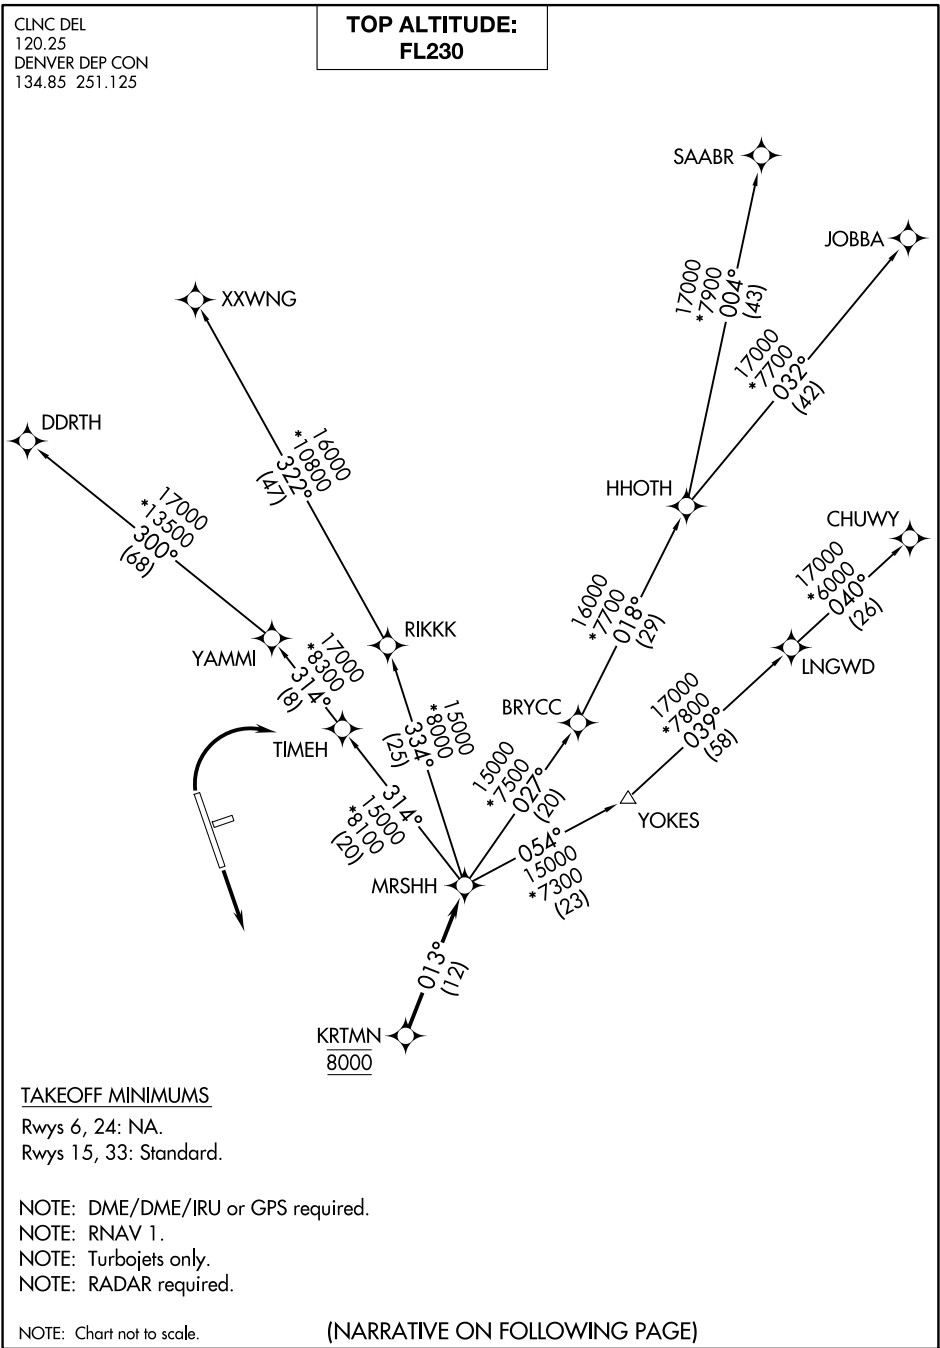 CLNC DEL
120.25
DENVER DEP CON
134.85 251.125
TOP ALTITUDE:
FL230
SAABR
JOBBA
17000
*7900
004°
(43)
17000
*7700
032°
(42)
XXWNG
DDRTH
16000
*10800
322°
(47)
17000
*13500
300°
(68)
HHOTH
CHUWY
17000
*6000
040°
(26)
16000
*7700
018°
(29)
RIKKK
YAMMI
17000
*8300
314°
(8)
LNGWD
BRYCC
17000
*7800
039°
(58)
TIMEH
15000
*8000
334°
(25)
15000
*7500
027°
(20)
YOKES
314°
15000
*8100
(20)
054°
15000
*7300
(23)
MRSHH
013°
(12)
KRTMN
8000
TAKEOFF MINIMUMS
Rwys 6, 24: NA.
Rwys 15, 33: Standard.
NOTE: DME/DME/IRU or GPS required.
NOTE: RNAV 1.
NOTE: Turbojets only.
NOTE: RADAR required.
NOTE: Chart not to scale.
(NARRATIVE ON FOLLOWING PAGE)